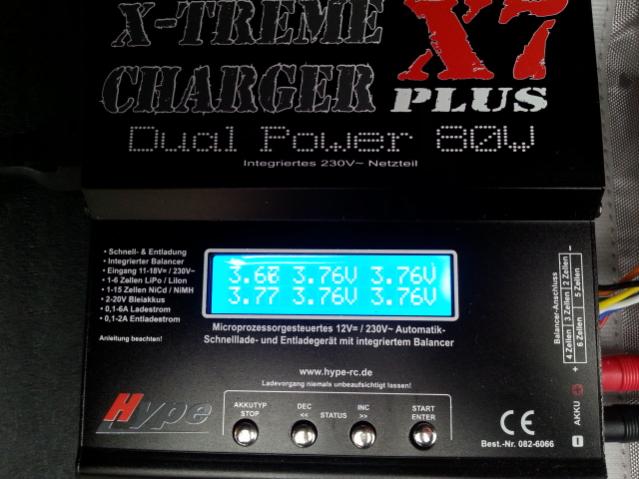 X-TREME X7
CHARGER PLUS
Dual Power 80W
Integriertes 230V~ Netzteil
• Schnell- & Entladung
• Integrierter Balancer
• Eingang 11-18V= / 230V~
• 1-6 Zellen LiPo / LiIon
• 1-15 Zellen NiCd / NiMH
• 2-20V Bleiakkus
• 0,1-6A Ladestrom
• 0,1-2A Entladestrom
Anleitung beachten!
3.76V 3.76V
3.77 3.76V 3.76V
Microprozessorgesteuertes 12V= / 230V~ Automatik-
Schnelllade- und Entladegerät mit integriertem Balancer
www.hype-rc.de
Ladevorgang niemals unbeaufsichtigt lassen!
Hype
AKKUTYP DEC INC START
STOP << STATUS >> ENTER
Balancer-Anschluss
4 Zellen 3 Zellen 2 Zellen −
6 Zellen 5 Zellen
− AKKU +
CE
Best.-Nr. 082-6066